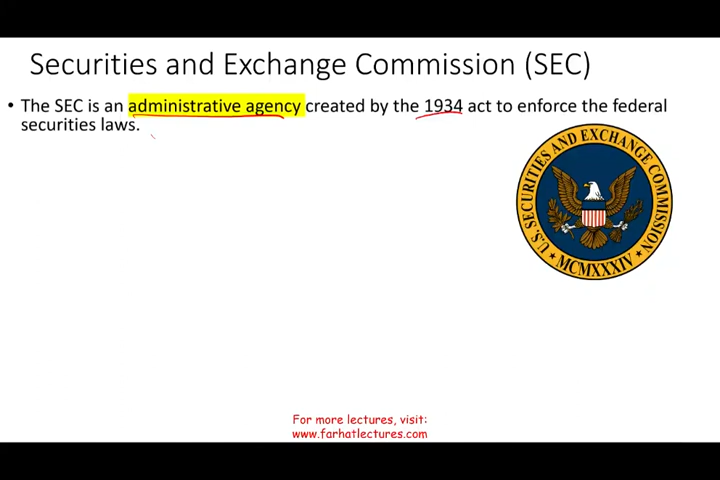 Securities and Exchange Commission (SEC)
• The SEC is an administrative agency created by the 1934 act to enforce the federal
securities laws.
U.S. SECURITIES AND EXCHANGE COMMISSION
MCMXXXIV
For more lectures, visit:
www.farhatlectures.com